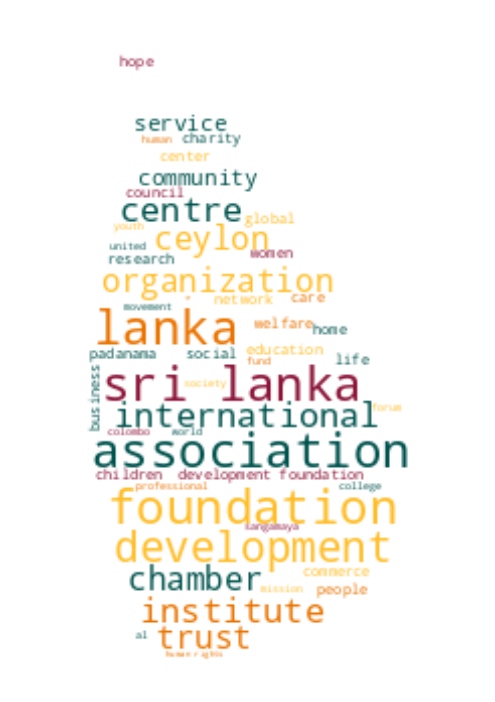 hope
service
human charity
center
community
council
centre global
youth
ceylon
united women
research
organization
network care
movement
lanka welfare home
padanama social education
fund life
business
sri lanka
society
forum
international
colombo world
association
children development foundation
professional college
foundation
sangamaya
development
chamber commerce
mission people
institute
al trust
human rights